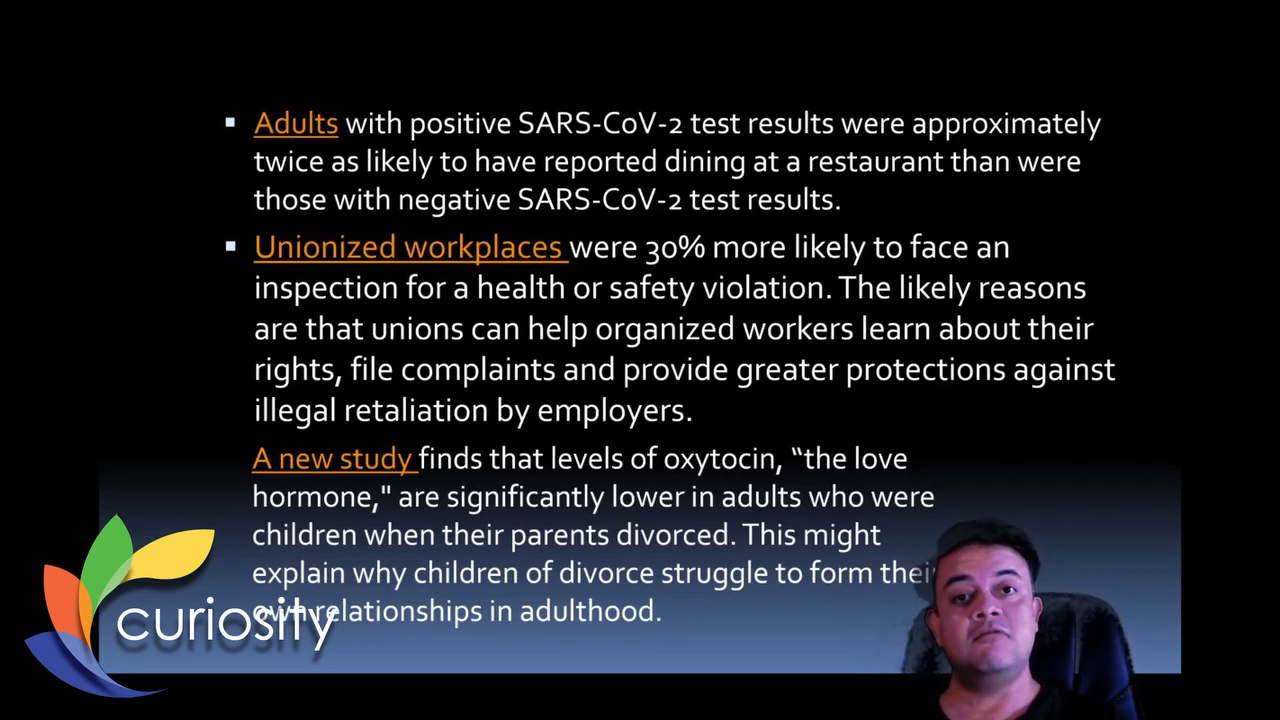 Adults with positive SARS-CoV-2 test results were approximately
twice as likely to have reported dining at a restaurant than were
those with negative SARS-CoV-2 test results.
Unionized workplaces were 30% more likely to face an
inspection for a health or safety violation. The likely reasons
are that unions can help organized workers learn about their
rights, file complaints and provide greater protections against
illegal retaliation by employers.
A new study finds that levels of oxytocin, “the love
hormone," are significantly lower in adults who were
children when their parents divorced. This might
explain why children of divorce struggle to form their
own relationships in adulthood.
curiosity